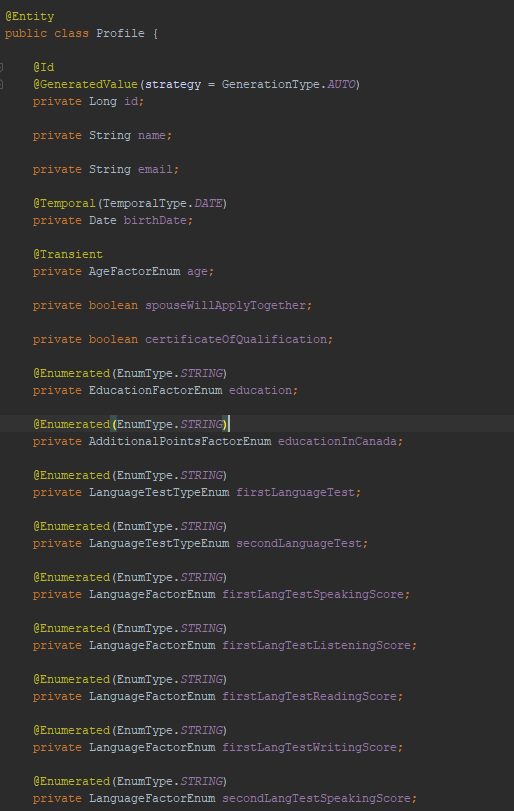 @Entity
public class Profile {
@Id
@GeneratedValue(strategy = GenerationType.AUTO)
private Long id;
private String name;
private String email;
@Temporal(TemporalType.DATE)
private Date birthDate;
@Transient
private AgeFactorEnum age;
private boolean spouseWillApplyTogether;
private boolean certificateOfQualification;
@Enumerated(EnumType.STRING)
private EducationFactorEnum education;
@Enumerated(EnumType.STRING)
private AdditionalPointsFactorEnum educationInCanada;
@Enumerated(EnumType.STRING)
private LanguageTestTypeEnum firstLanguageTest;
@Enumerated(EnumType.STRING)
private LanguageTestTypeEnum secondLanguageTest;
@Enumerated(EnumType.STRING)
private LanguageFactorEnum firstLangTestSpeakingScore;
@Enumerated(EnumType.STRING)
private LanguageFactorEnum firstLangTestListeningScore;
@Enumerated(EnumType.STRING)
private LanguageFactorEnum firstLangTestReadingScore;
@Enumerated(EnumType.STRING)
private LanguageFactorEnum firstLangTestWritingScore;
@Enumerated(EnumType.STRING)
private LanguageFactorEnum secondLangTestSpeakingScore;